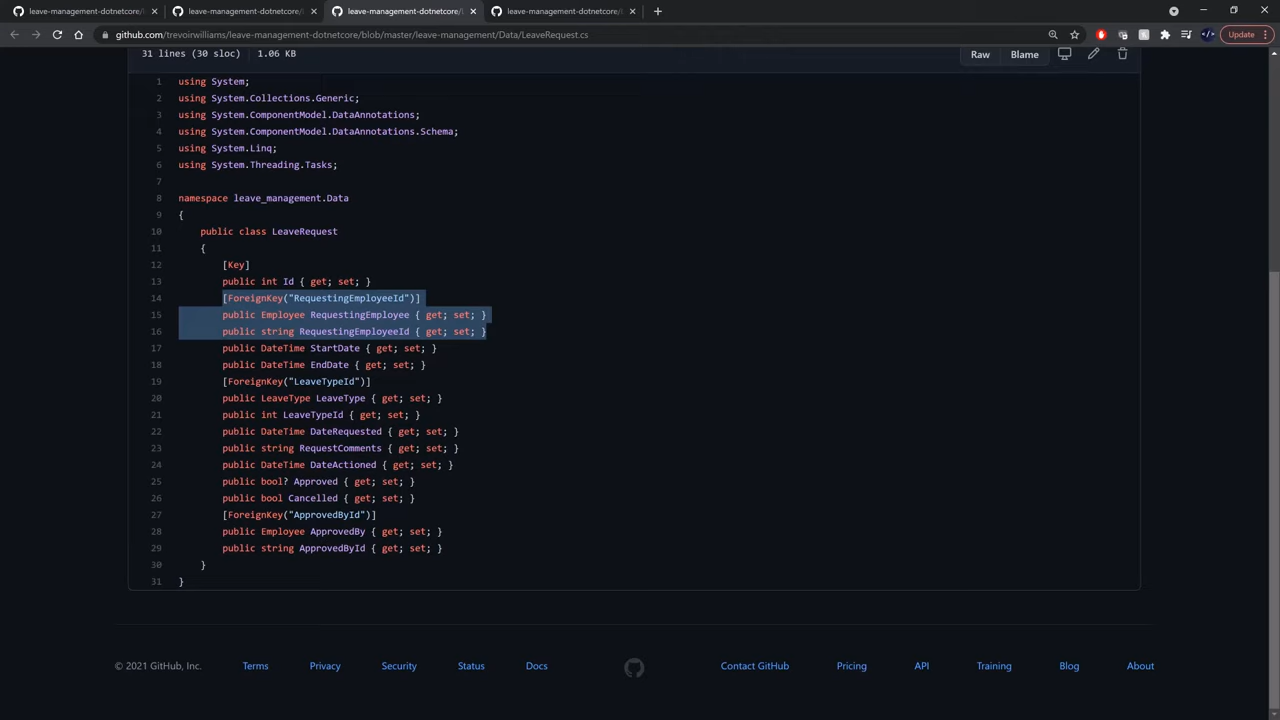 leave-management-dotnetcore/
leave-management-dotnetcore/
leave-management-dotnetcore/
leave-management-dotnetcore/
github.com/trevoirwilliams/leave-management-dotnetcore/blob/master/leave-management/Data/LeaveRequest.cs
Update
31 lines (30 sloc) 1.06 KB
Raw Blame
1 using System;
2 using System.Collections.Generic;
3 using System.ComponentModel.DataAnnotations;
4 using System.ComponentModel.DataAnnotations.Schema;
5 using System.Linq;
6 using System.Threading.Tasks;
7
8 namespace leave_management.Data
9 {
10 public class LeaveRequest
11 {
12 [Key]
13 public int Id { get; set; }
14 [ForeignKey("RequestingEmployeeId")]
15 public Employee RequestingEmployee { get; set; }
16 public string RequestingEmployeeId { get; set; }
17 public DateTime StartDate { get; set; }
18 public DateTime EndDate { get; set; }
19 [ForeignKey("LeaveTypeId")]
20 public LeaveType LeaveType { get; set; }
21 public int LeaveTypeId { get; set; }
22 public DateTime DateRequested { get; set; }
23 public string RequestComments { get; set; }
24 public DateTime DateActioned { get; set; }
25 public bool? Approved { get; set; }
26 public bool Cancelled { get; set; }
27 [ForeignKey("ApprovedById")]
28 public Employee ApprovedBy { get; set; }
29 public string ApprovedById { get; set; }
30 }
31 }
© 2021 GitHub, Inc. Terms Privacy Security Status Docs Contact GitHub Pricing API Training Blog About